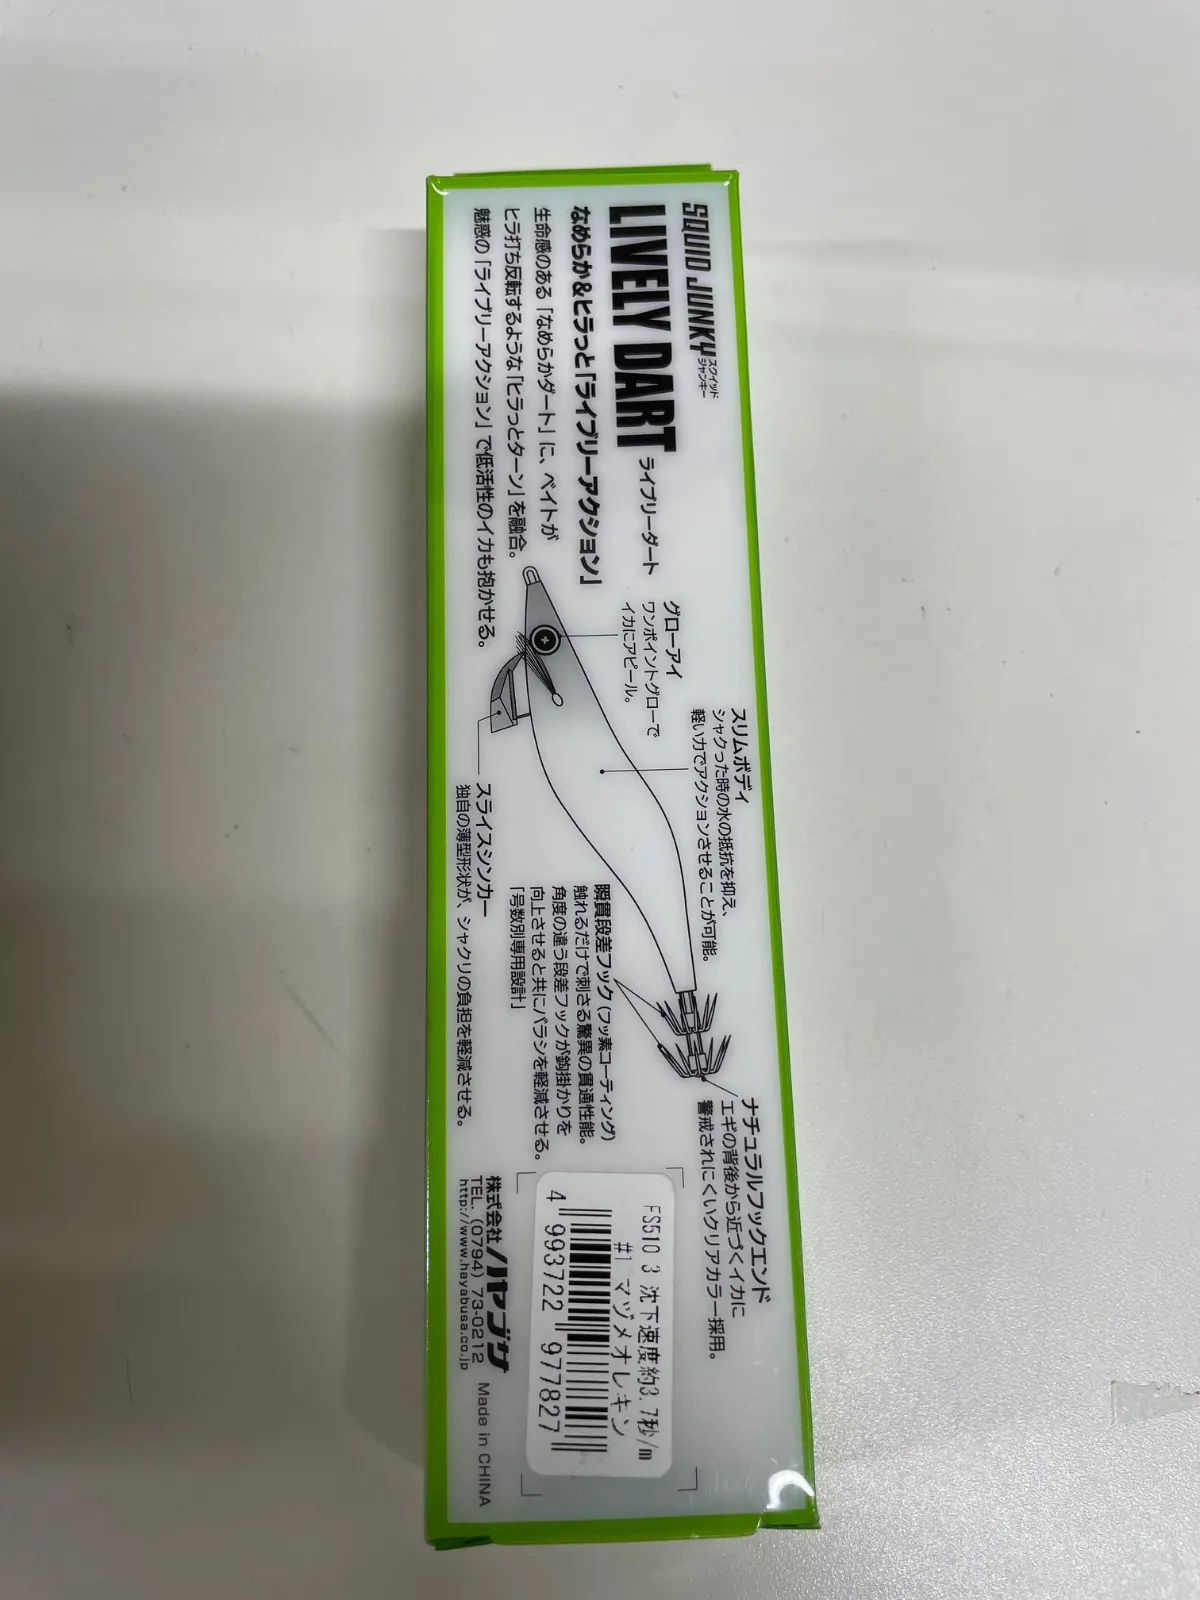 SQUID JUNKY スクイッドジャンキー
LIVELY DART ライブリーダート
なめらか&ヒラっと「ライブリーアクション」
生命感のある「なめらかダート」に、ベイトが
ヒラ打ち反転するような「ヒラっとターン」を融合。
魅惑の「ライブリーアクション」で低活性のイカも抱かせる。
グローアイ
ワンポイントグローで
イカにアピール。
スリムボディ
シャクった時の水の抵抗を抑え、
軽い力でアクションさせることが可能。
スライスシンカー
独自の薄型形状が、シャクリの負担を軽減させる。
瞬貫段差フック(フッ素コーティング)
触れるだけで刺さる驚異の貫通性能。
角度の違う段差フックが鈎掛かりを
向上させると共にバラシを軽減させる。
「号数別専用設計」
ナチュラルフックエンド
エギの背後から近づくイカに
警戒されにくいクリアカラー採用。
FS510 3 沈下速度約3.7秒/m
#1 マヅメオレキン
4 993722 977827
株式会社ハヤブサ
TEL. (0794) 73-0212
http://www.hayabusa.co.jp
Made in CHINA